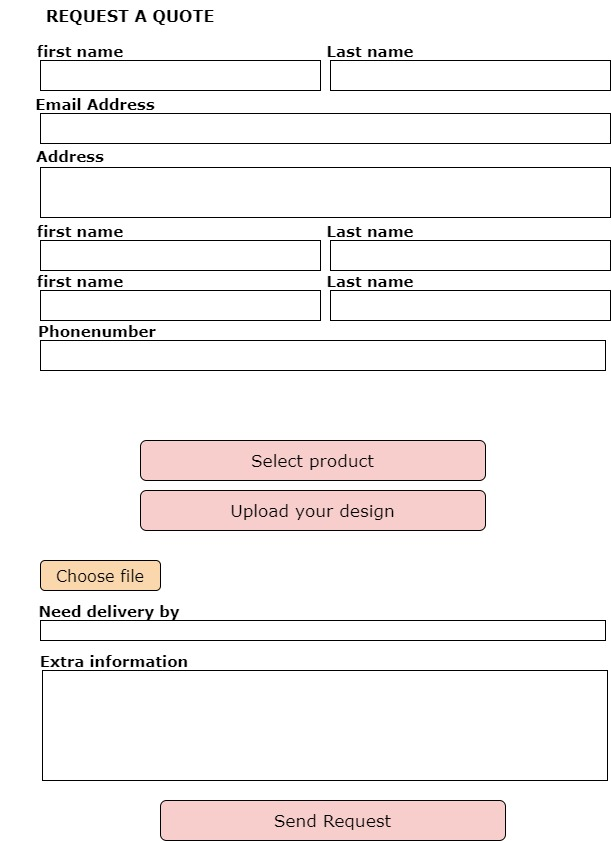 REQUEST A QUOTE
first name Last name
Email Address
Address
first name Last name
first name Last name
Phonenumber
Select product
Upload your design
Choose file
Need delivery by
Extra information
Send Request